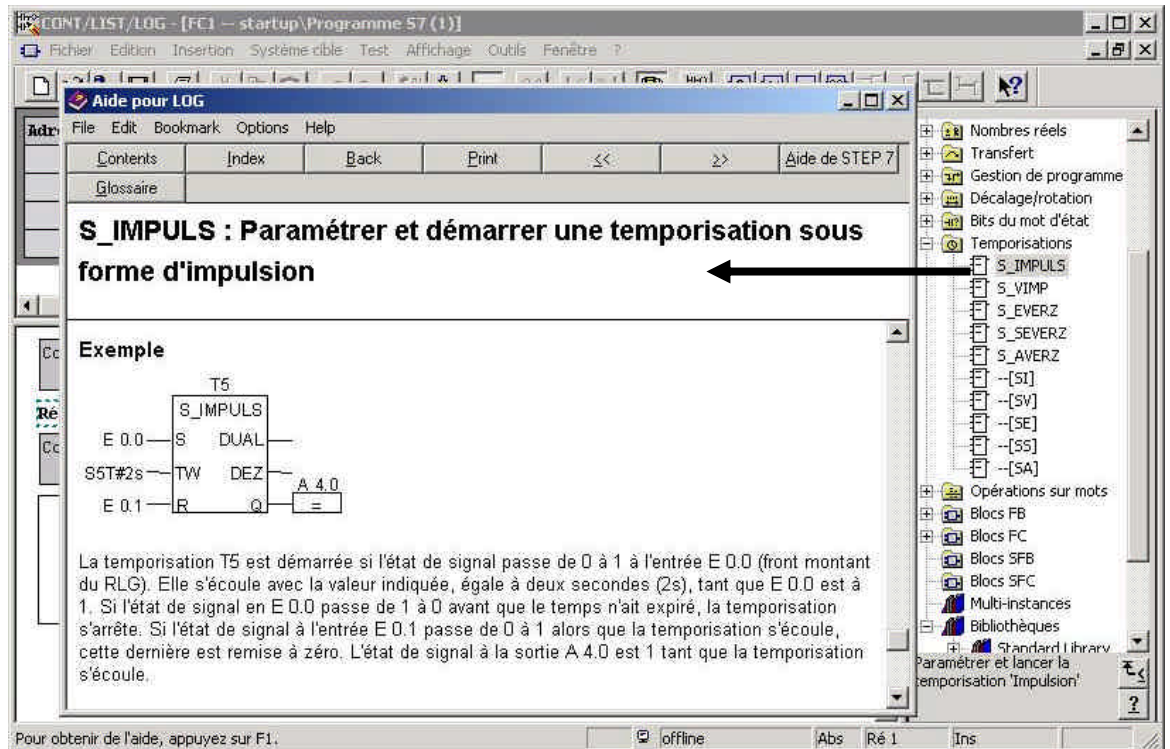 CONT/LIST/LOG - [FC1 -- startup\Programme S7 (1)]
Fichier Edition Insertion Système cible Test Affichage Outils Fenêtre ?
Aide pour LOG
File Edit Bookmark Options Help
Contents Index Back Print << >> Aide de STEP 7
Glossaire
S_IMPULS : Paramétrer et démarrer une temporisation sous
forme d'impulsion
Exemple
T5
S_IMPULS
E 0.0 S DUAL
S5T#2s TW DEZ
A 4.0
E 0.1 R Q =
La temporisation T5 est démarrée si l'état de signal passe de 0 à 1 à l'entrée E 0.0 (front montant
du RLG). Elle s'écoule avec la valeur indiquée, égale à deux secondes (2s), tant que E 0.0 est à
1. Si l'état de signal en E 0.0 passe de 1 à 0 avant que le temps n'ait expiré, la temporisation
s'arrête. Si l'état de signal à l'entrée E 0.1 passe de 0 à 1 alors que la temporisation s'écoule,
cette dernière est remise à zéro. L'état de signal à la sortie A 4.0 est 1 tant que la temporisation
s'écoule.
Nombres réels
Transfert
Gestion de programme
Décalage/rotation
Bits du mot d'état
Temporisations
S_IMPULS
S_VIMP
S_EVERZ
S_SEVERZ
S_AVERZ
--[SI]
--[SV]
--[SE]
--[SS]
--[SA]
Opérations sur mots
Blocs FB
Blocs FC
Blocs SFB
Blocs SFC
Multi-instances
Bibliothèques
Standard Library
Paramétrer et lancer la
temporisation 'Impulsion'
Pour obtenir de l'aide, appuyez sur F1. offline Abs Ré 1 Ins